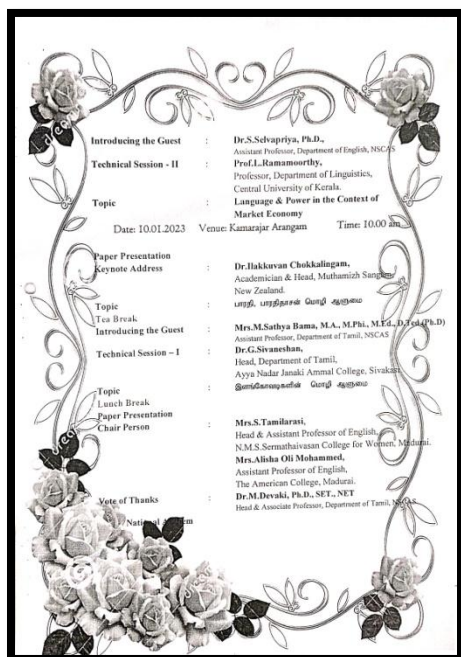 Introducing the Guest : Dr.S.Selvapriya, Ph.D.,
Assistant Professor, Department of English, NSCAS
Technical Session - II : Prof.L.Ramamoorthy,
Professor, Department of Linguistics,
Central University of Kerala.
Topic : Language & Power in the Context of
Market Economy
Date: 10.01.2023 Venue: Kamarajar Arangam Time: 10.00 am
Paper Presentation
Keynote Address : Dr.Ilakkuvan Chokkalingam,
Academician & Head, Muthamizh Sangam
New Zealand.
Topic : பாரதி, பாரதிதாசன் மொழி ஆளுமை
Tea Break
Introducing the Guest : Mrs.M.Sathya Bama, M.A., M.Phi., M.Ed., D.Ted.(Ph.D)
Assistant Professor, Department of Tamil, NSCAS
Technical Session – I : Dr.G.Sivaneshan,
Head, Department of Tamil,
Ayya Nadar Janaki Ammal College, Sivakasi.
Topic : இளங்கோவடிகளின் மொழி ஆளுமை
Lunch Break
Paper Presentation
Chair Person : Mrs.S.Tamilarasi,
Head & Assistant Professor of English,
N.M.S.Sermathaivasan College for Women, Madurai.
Mrs.Alisha Oli Mohammed,
Assistant Professor of English,
The American College, Madurai.
Vote of Thanks : Dr.M.Devaki, Ph.D., SET., NET
Head & Associate Professor, Department of Tamil, NSCAS
National Anthem